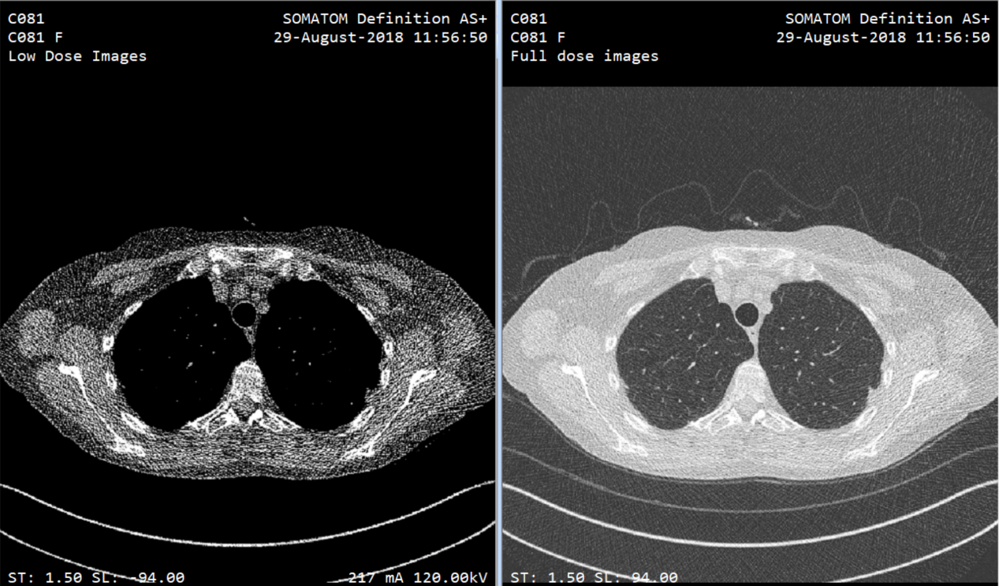 C081
SOMATOM Definition AS+
C081 F
29-August-2018 11:56:50
Low Dose Images
ST: 1.50 SL: -94.00
217 mA 120.00kV
C081
SOMATOM Definition AS+
C081 F
29-August-2018 11:56:50
Full dose images
ST: 1.50 SL: 94.00